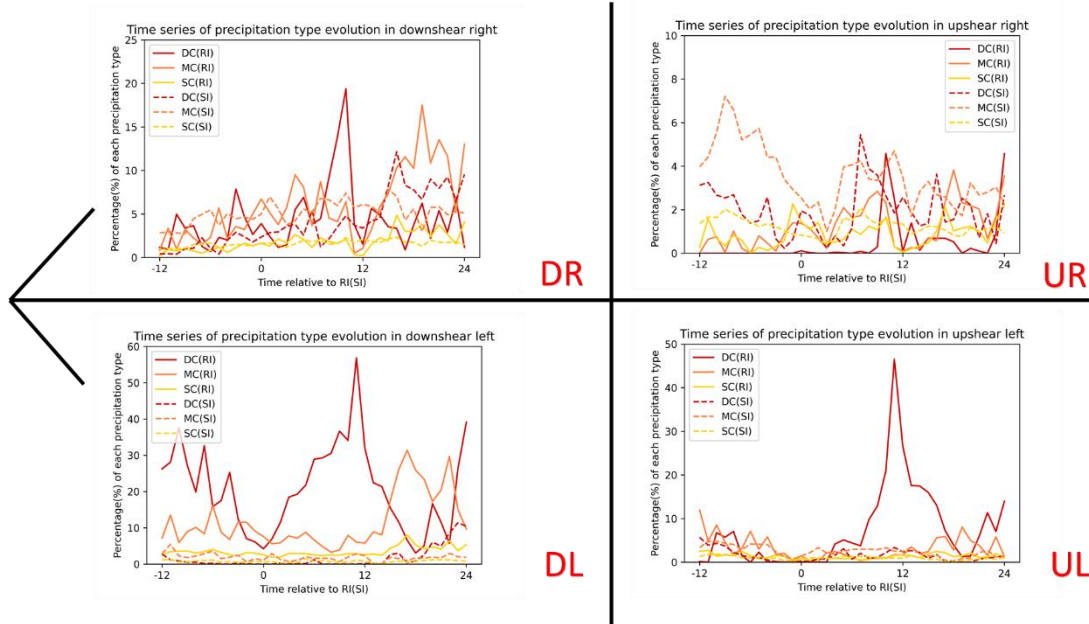 Time series of precipitation type evolution in downshear right
Percentage(%) of each precipitation type
25
20
15
10
5
0
DC(RI)
MC(RI)
SC(RI)
DC(SI)
MC(SI)
SC(SI)
-12
0
12
24
Time relative to RI(SI)
DR
Time series of precipitation type evolution in upshear right
Percentage(%) of each precipitation type
10
8
6
4
2
0
DC(RI)
MC(RI)
SC(RI)
DC(SI)
MC(SI)
SC(SI)
-12
0
12
24
Time relative to RI(SI)
UR
Time series of precipitation type evolution in downshear left
Percentage(%) of each precipitation type
60
50
40
30
20
10
0
DC(RI)
MC(RI)
SC(RI)
DC(SI)
MC(SI)
SC(SI)
-12
0
12
24
Time relative to RI(SI)
DL
Time series of precipitation type evolution in upshear left
Percentage(%) of each precipitation type
50
40
30
20
10
0
DC(RI)
MC(RI)
SC(RI)
DC(SI)
MC(SI)
SC(SI)
-12
0
12
24
Time relative to RI(SI)
UL